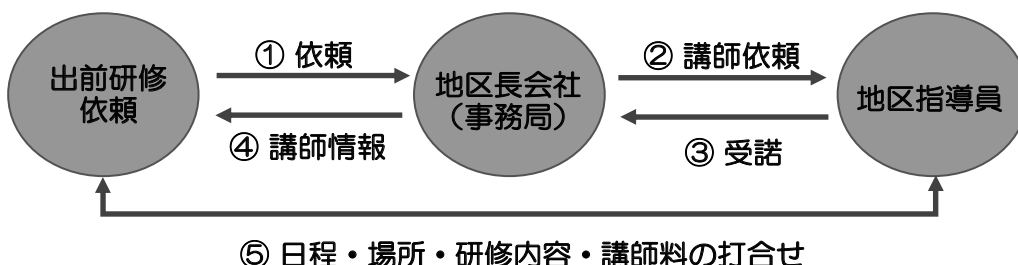 ① 依頼
② 講師依頼
出前研修
依頼
地区長会社
（事務局）
地区指導員
④ 講師情報
③ 受諾
⑤ 日程・場所・研修内容・講師料の打合せ